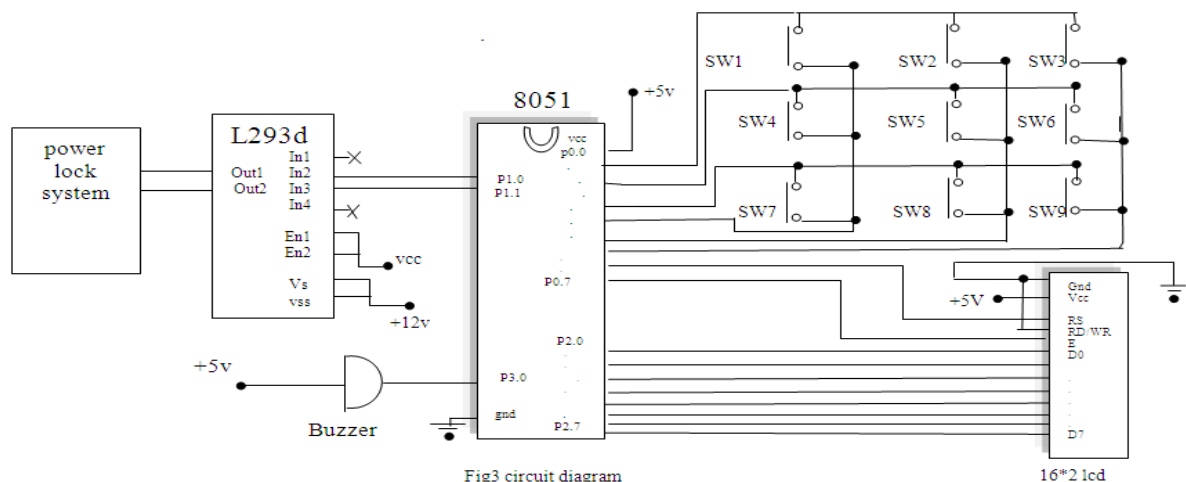 SW1
SW2
SW3
8051
+5v
L293d
power
lock
system
Out1
Out2
In1
In2
In3
In4
En1
En2
vcc
Vs
vss
+12v
vcc
p0.0
P1.0
P1.1
P0.7
P2.0
P3.0
gnd
P2.7
SW4
SW5
SW6
SW7
SW8
SW9
+5V
Gnd
Vcc
RS
RD/WR
E
D0
D7
+5v
Buzzer
Fig3 circuit diagram
16*2 lcd